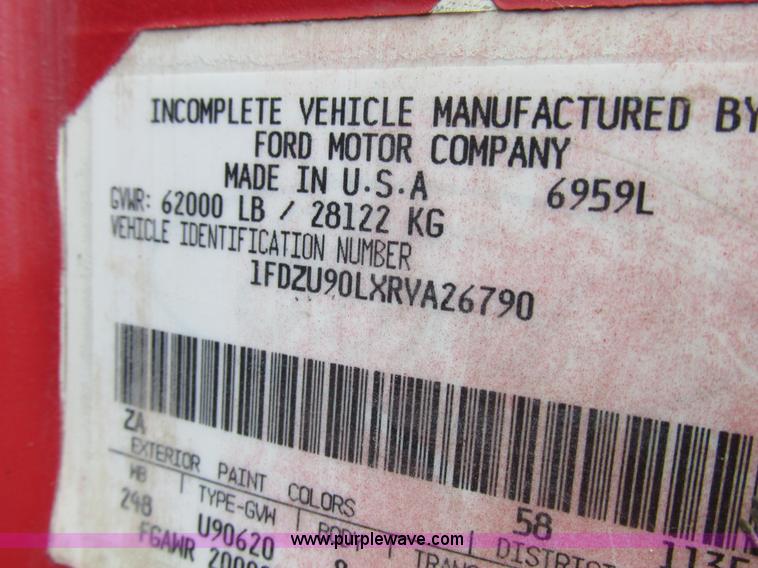 INCOMPLETE VEHICLE MANUFACTURED BY
FORD MOTOR COMPANY
MADE IN U.S.A 6959L
GVWR: 62000 LB / 28122 KG
VEHICLE IDENTIFICATION NUMBER
1FDZU90LXRVA26790
ZA
EXTERIOR PAINT COLORS 58
WB TYPE-GVW DISTRICT
248 U90620
FGAWR
www.purplewave.com